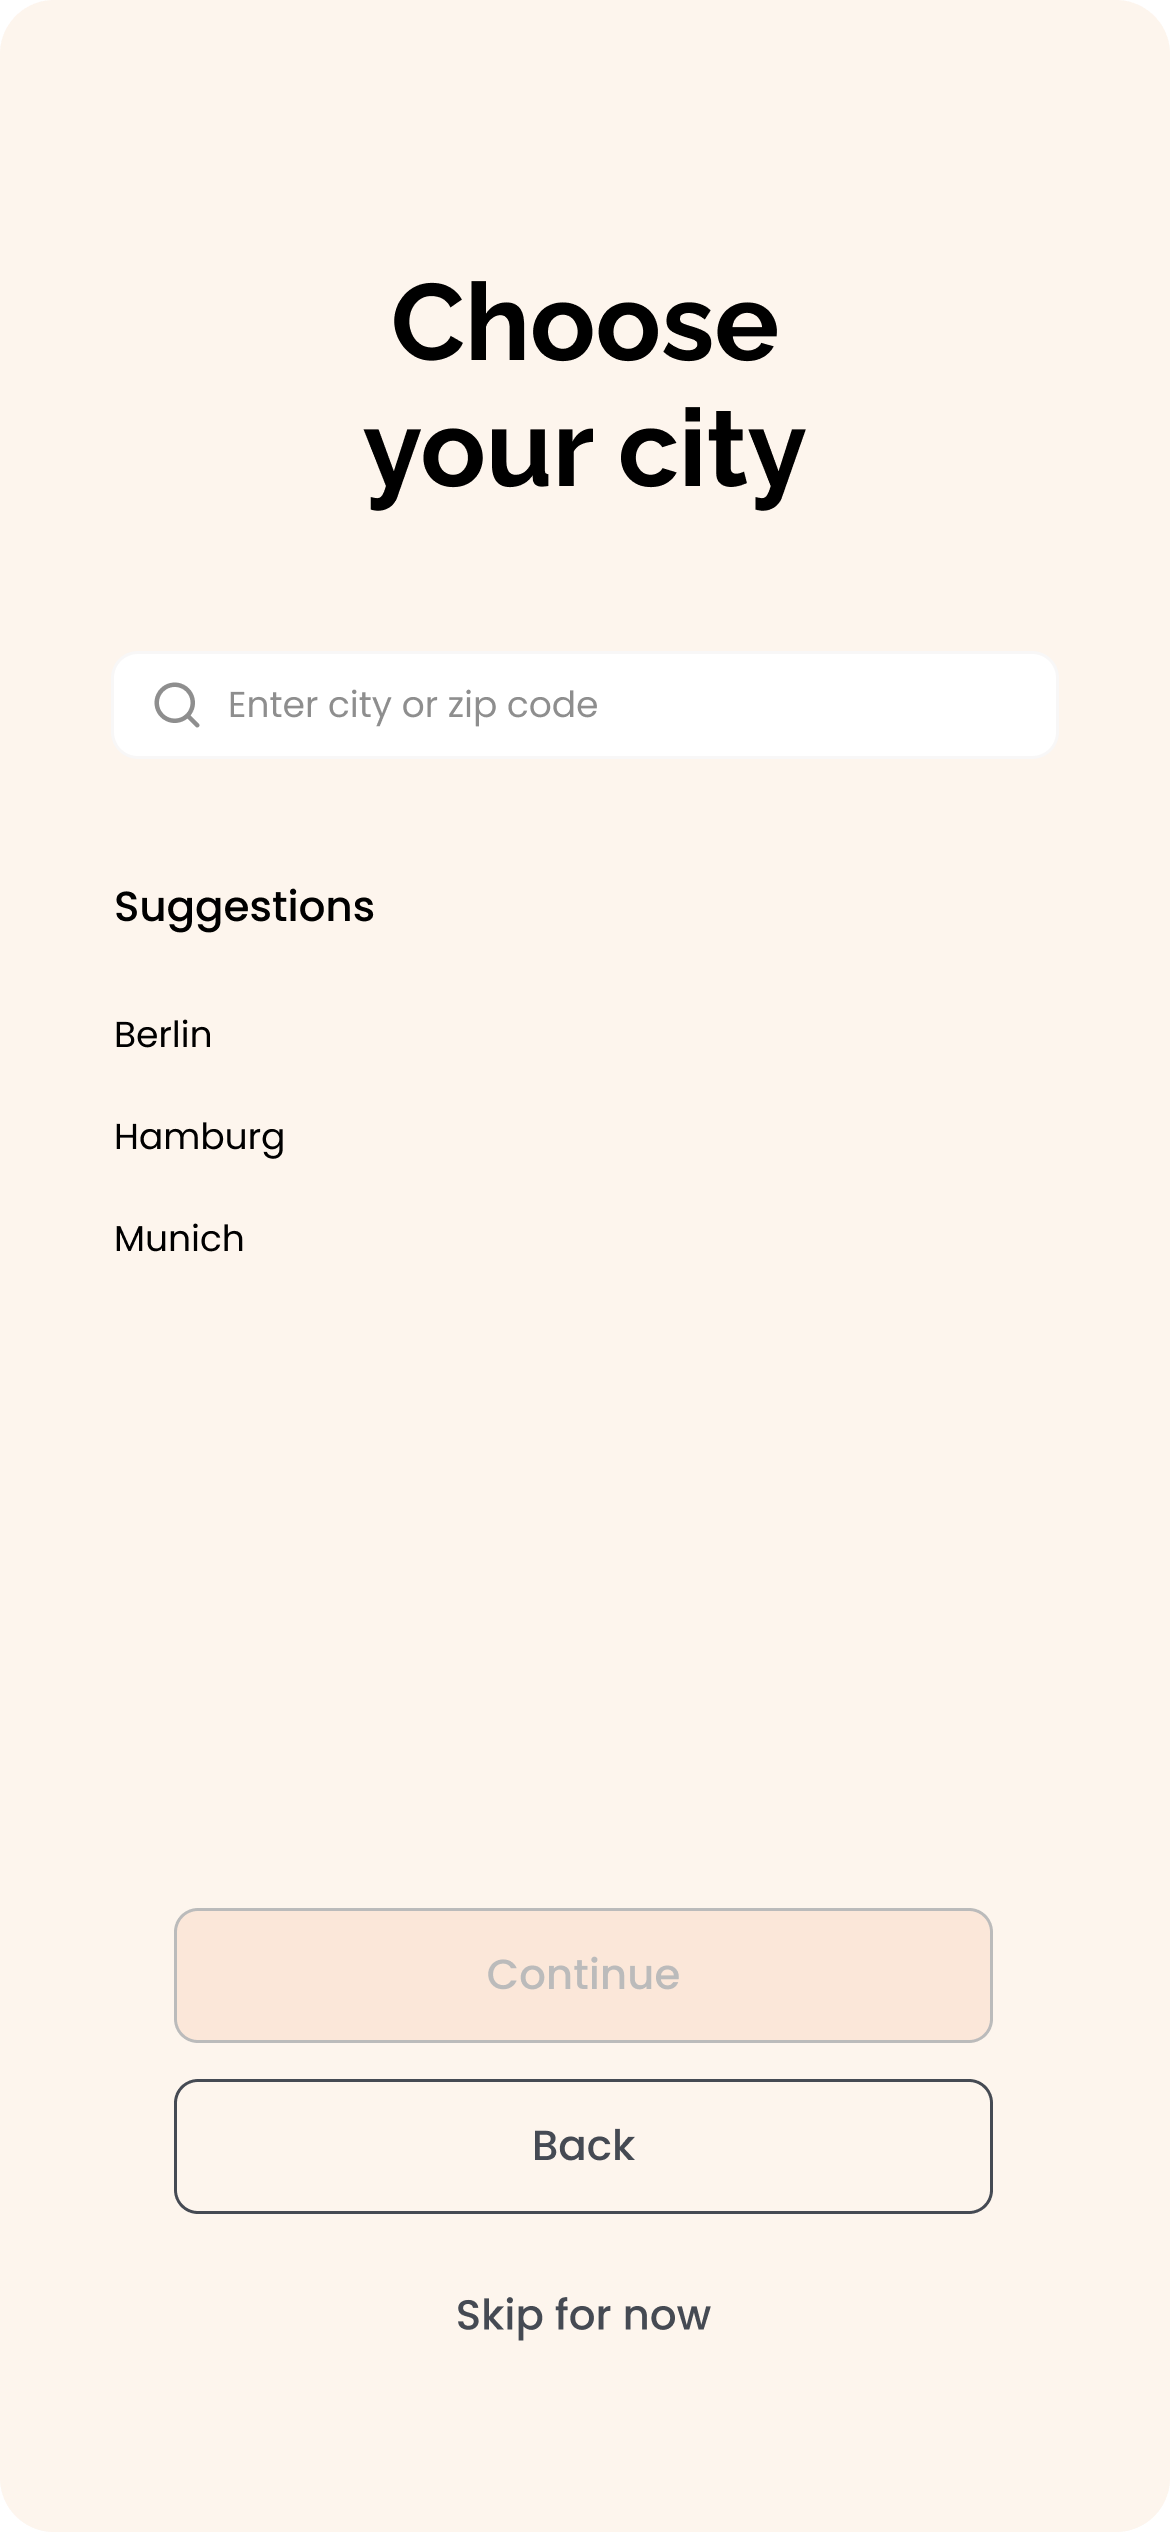 Choose
your city
Enter city or zip code
Suggestions
Berlin
Hamburg
Munich
Continue
Back
Skip for now